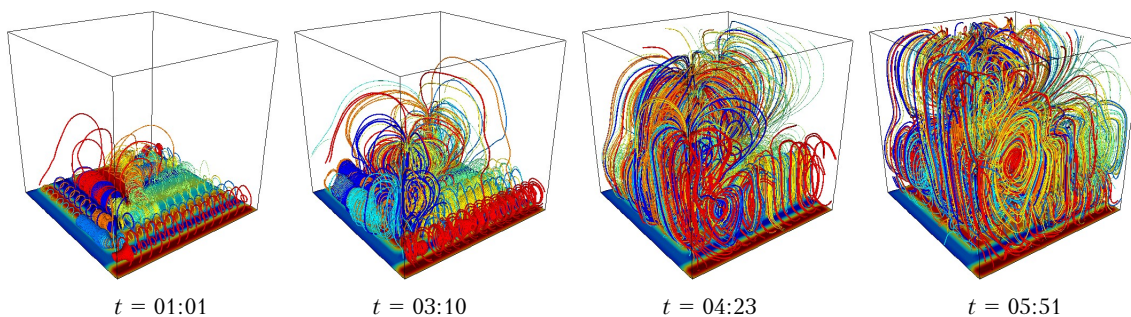 t = 01:01
t = 03:10
t = 04:23
t = 05:51